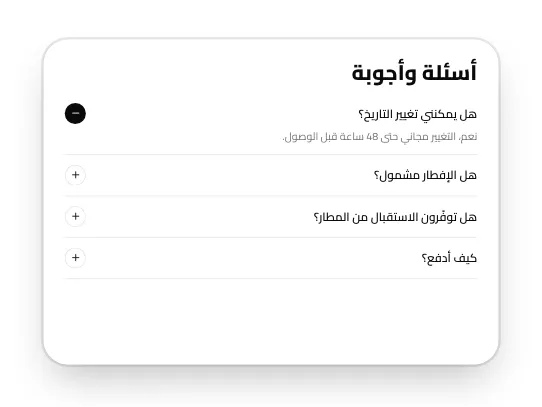 أسئلة وأجوبة
هل يمكنني تغيير التاريخ؟
نعم، التغيير مجاني حتى 48 ساعة قبل الوصول.
هل الإفطار مشمول؟
هل توفّرون الاستقبال من المطار؟
كيف أدفع؟